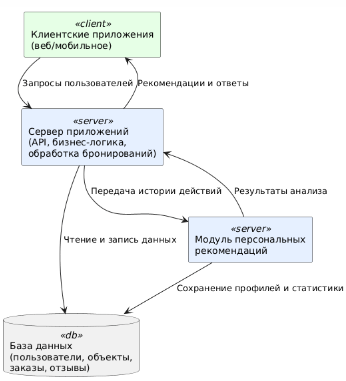 «client»
Клиентские приложения
(веб/мобильное)
Запросы пользователей
Рекомендации и ответы
«server»
Сервер приложений
(API, бизнес-логика,
обработка бронирований)
Передача истории действий
Результаты анализа
«server»
Модуль персональных
рекомендаций
Чтение и запись данных
Сохранение профилей и статистики
«db»
База данных
(пользователи, объекты,
заказы, отзывы)